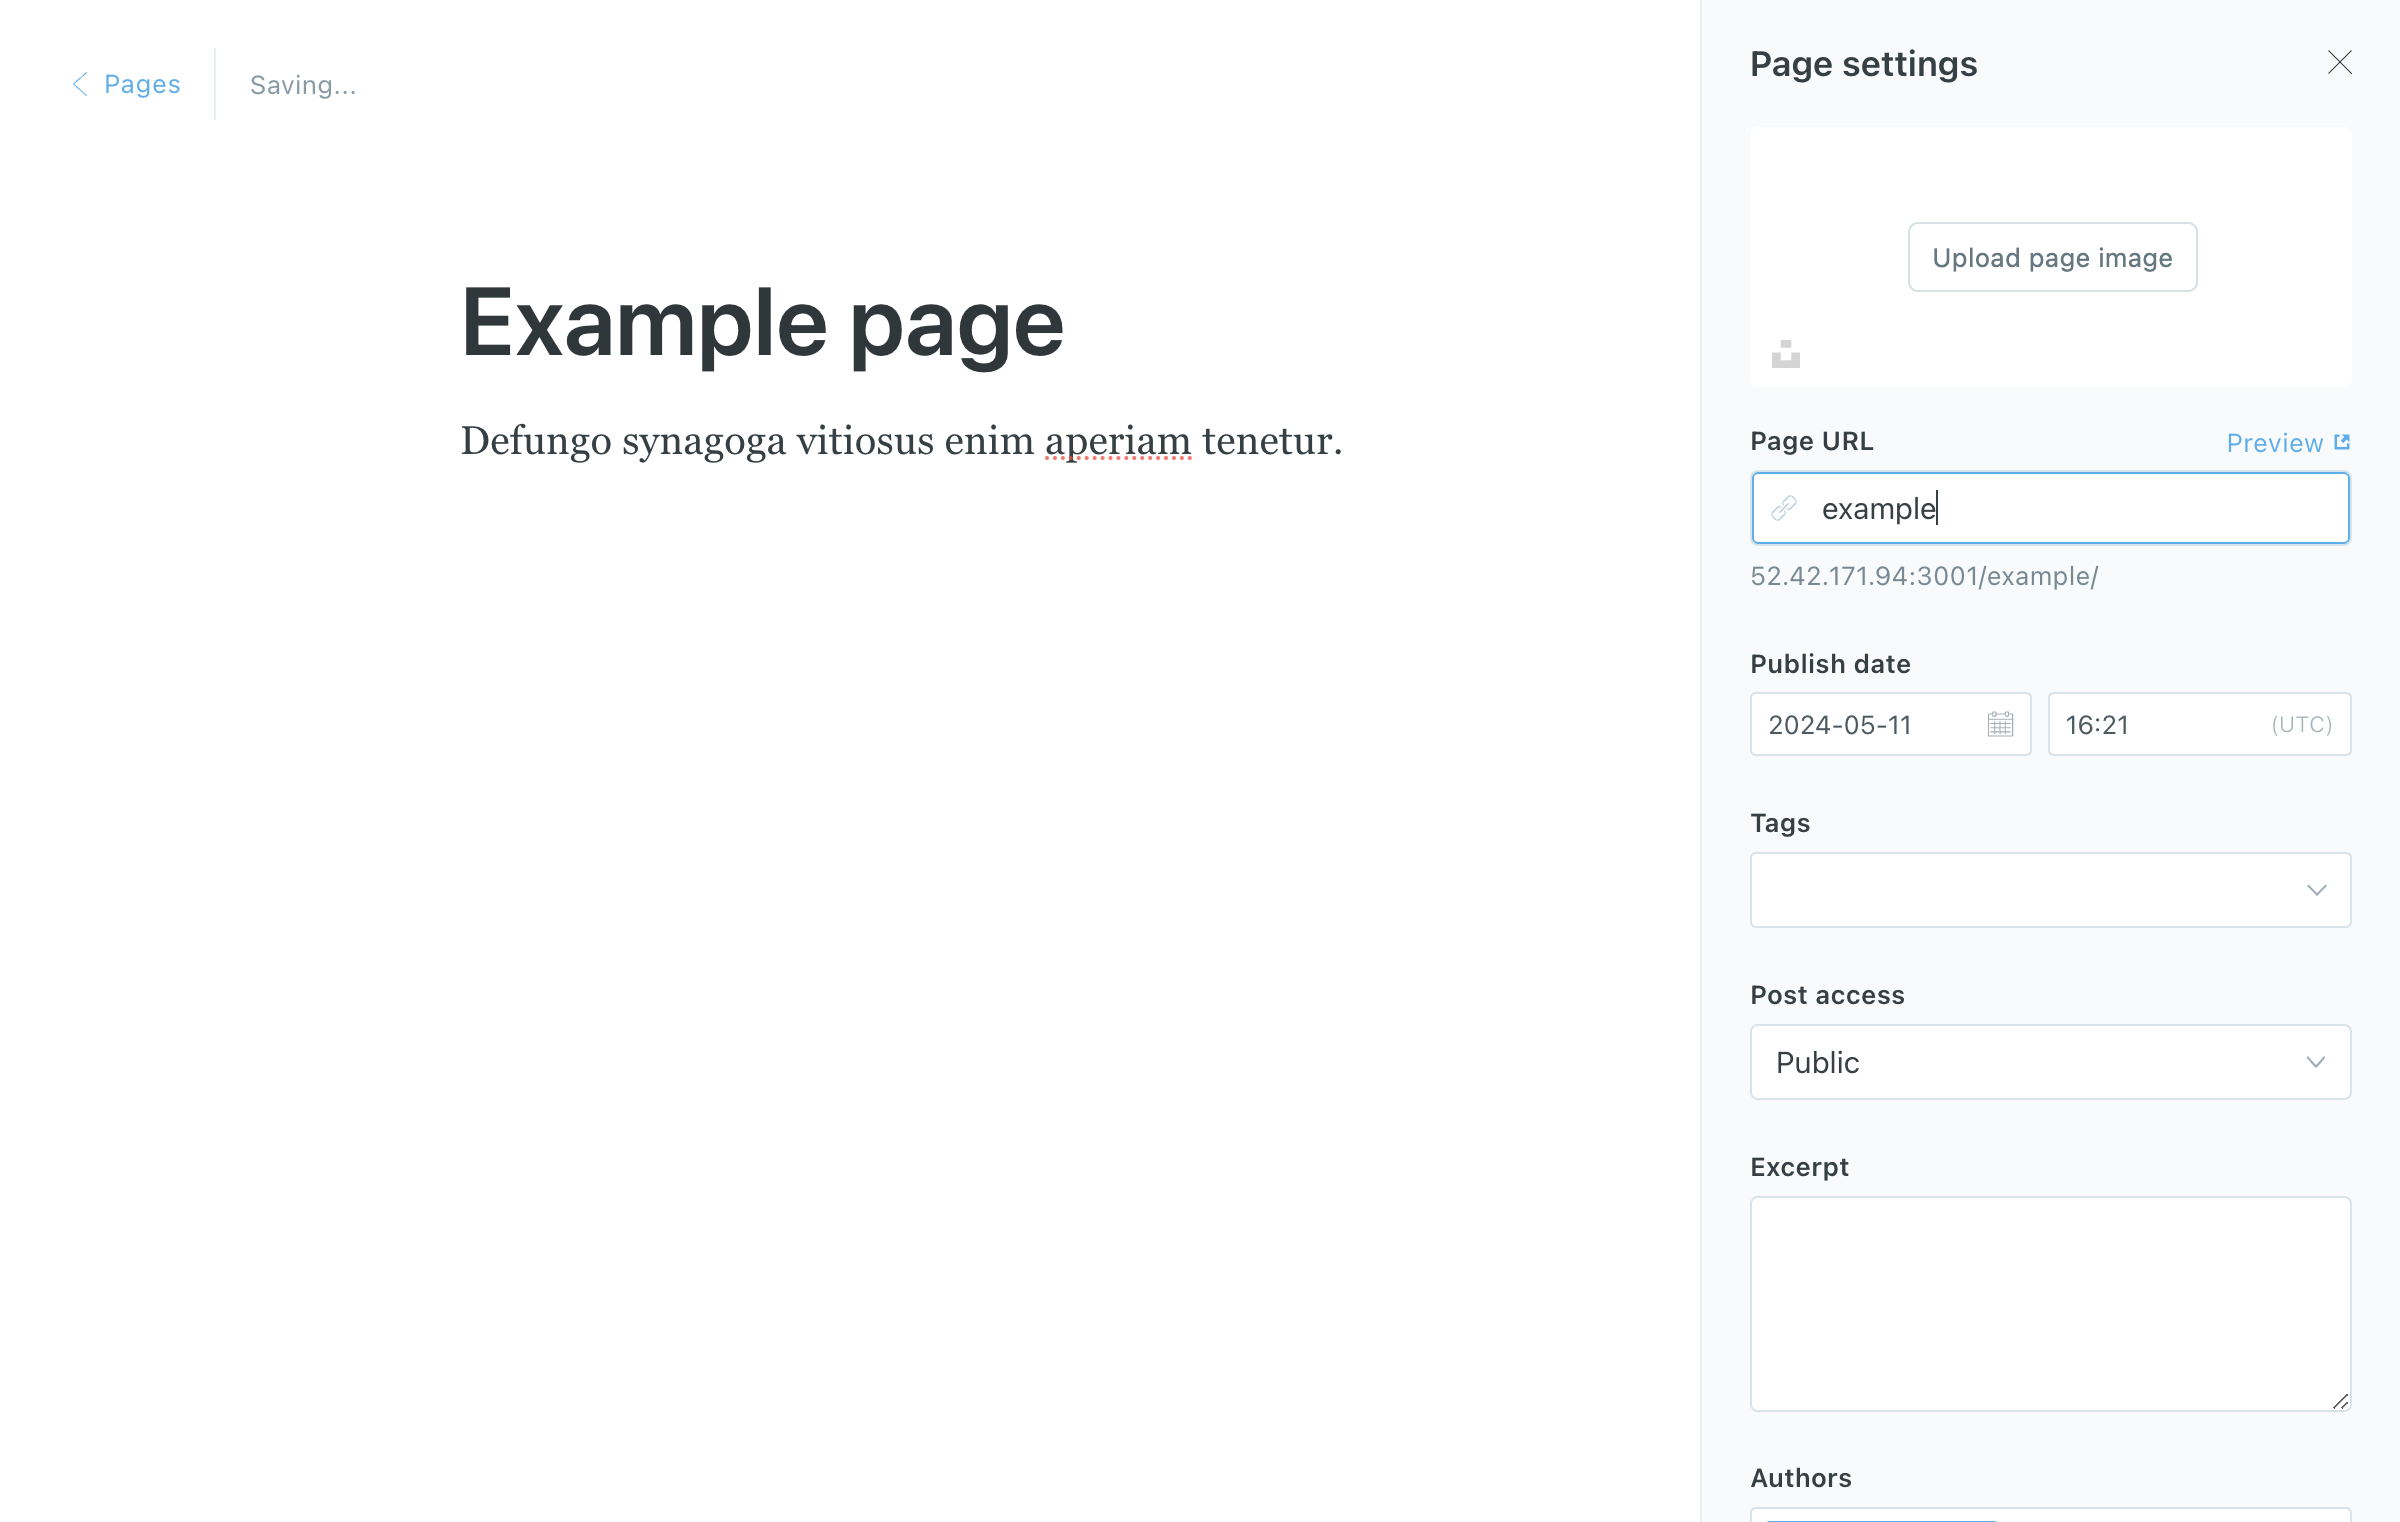 Pages
Saving...
Example page
Defungo synagoga vitiosus enim aperiam tenetur.
Page settings
Upload page image
Page URL
Preview
example
52.42.171.94:3001/example/
Publish date
2024-05-11
16:21
(UTC)
Tags
Post access
Public
Excerpt
Authors